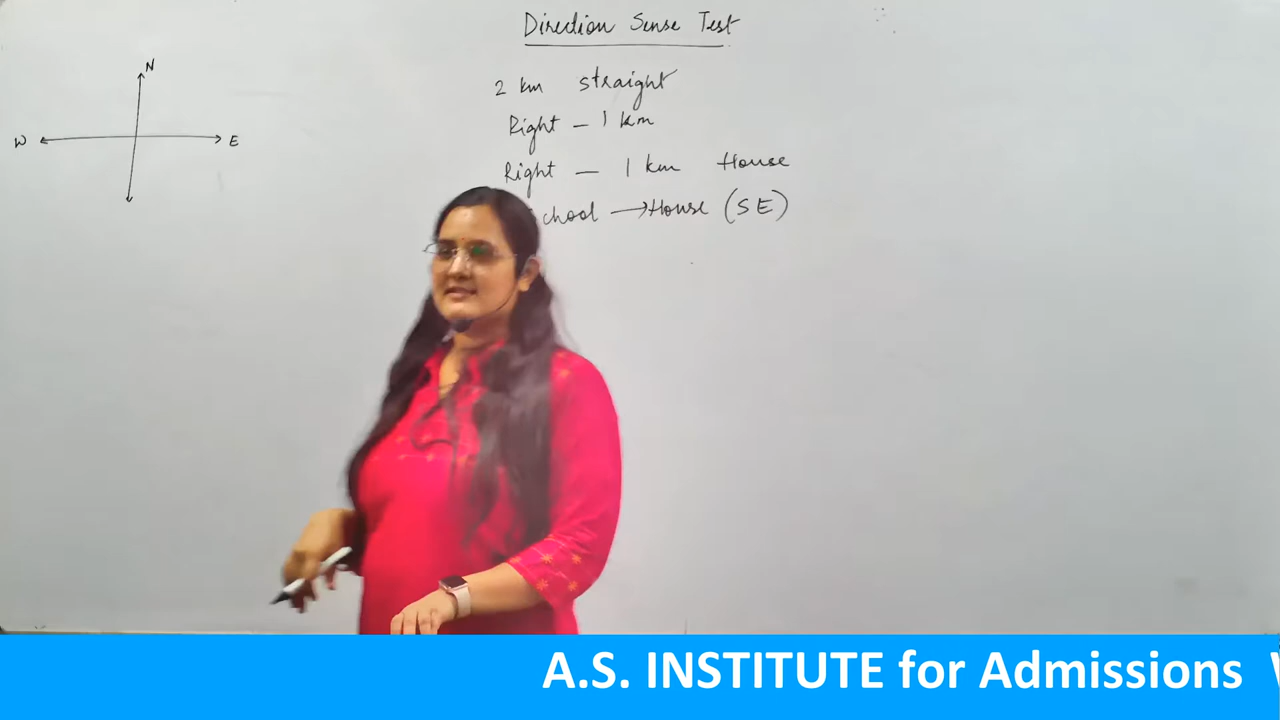 Direction Sense Test
2 km straight
Right - 1 km
Right - 1 km House
chool → House (SE)
N
W
E
A.S. INSTITUTE for Admissions